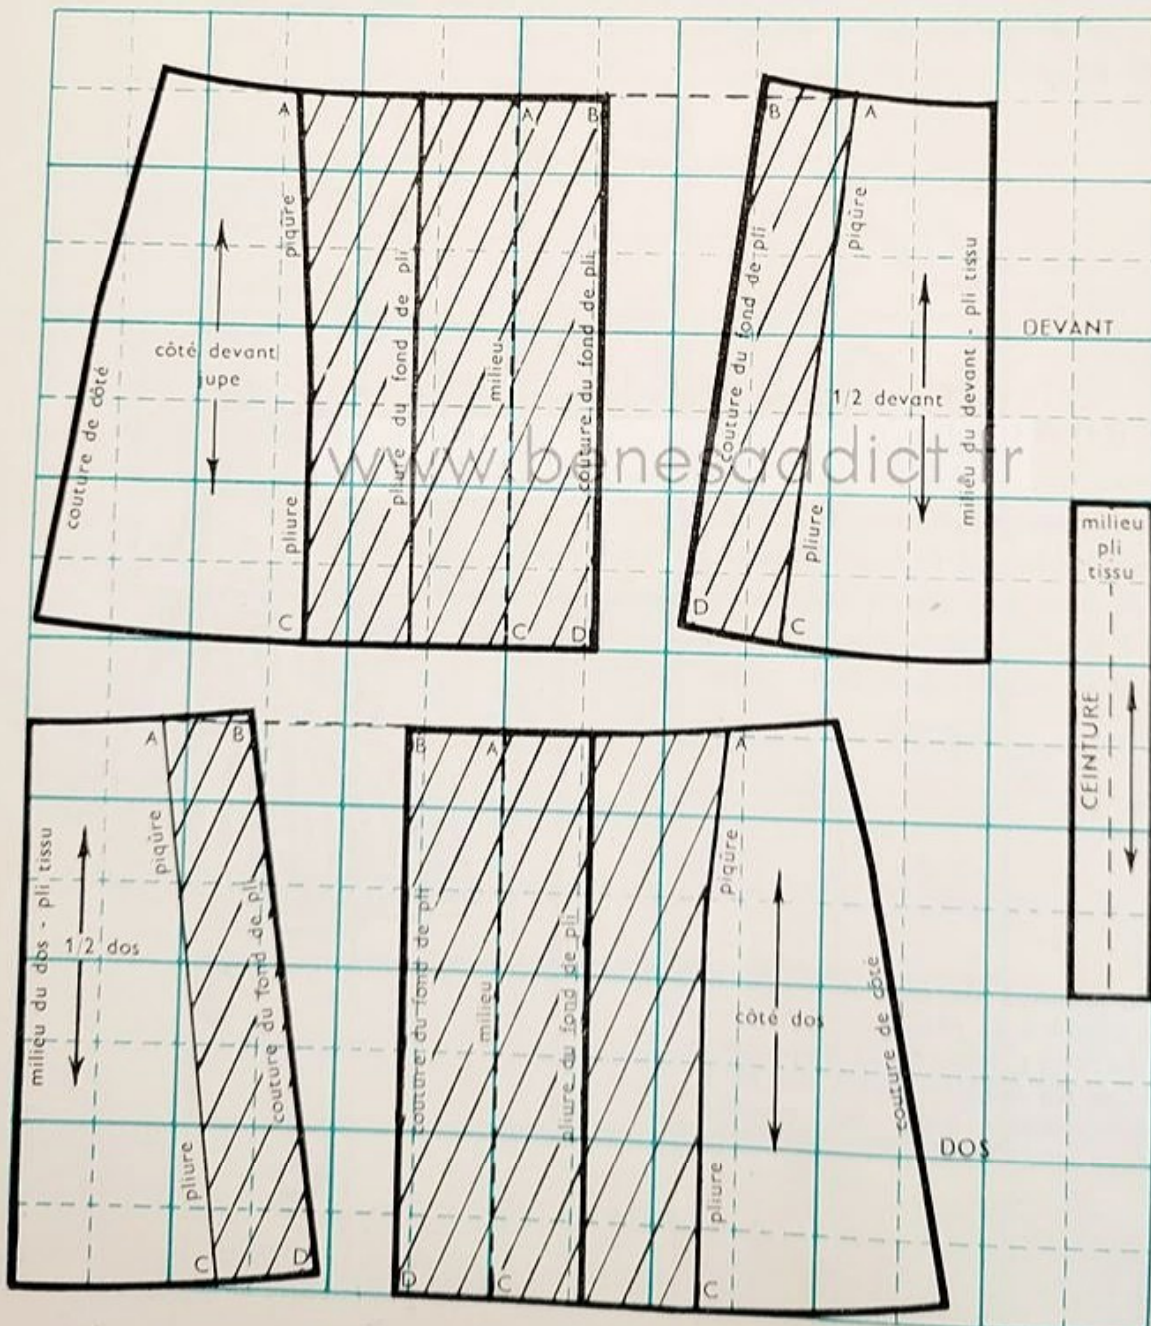 A
A
B
piqûre
couture de côté
côté devant
jupe
pliure du fond de pli
milieu
couture du fond de pli
pliure
C
C
D
B
A
piqûre
couture du fond de pli
1/2 devant
milieu du devant - pli tissu
pliure
D
C
DEVANT
www.benesaddict.fr
milieu
pli
tissu
CEINTURE
A
B
piqûre
milieu du dos - pli tissu
1/2 dos
couture du fond de pli
pliure
C
D
B
A
A
piqûre
couture du fond de pli
milieu
pliure du fond de pli
côté dos
couture de côté
pliure
D
C
C
DOS